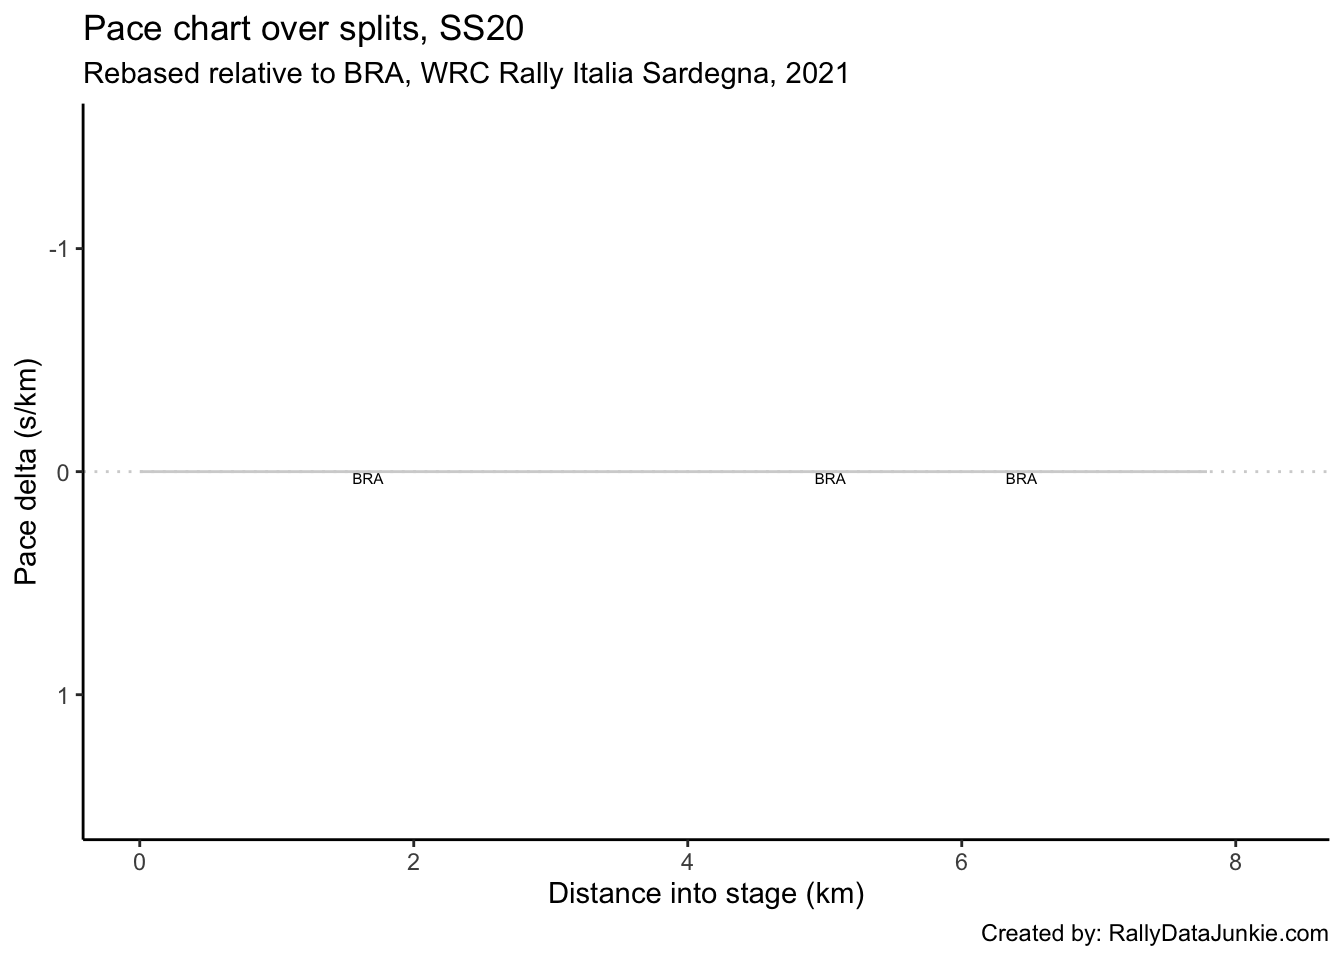 Pace chart over splits, SS20
Rebased relative to BRA, WRC Rally Italia Sardegna, 2021
Pace delta (s/km)
-1
0
1
BRA BRA BRA
0 2 4 6 8
Distance into stage (km)
Created by: RallyDataJunkie.com